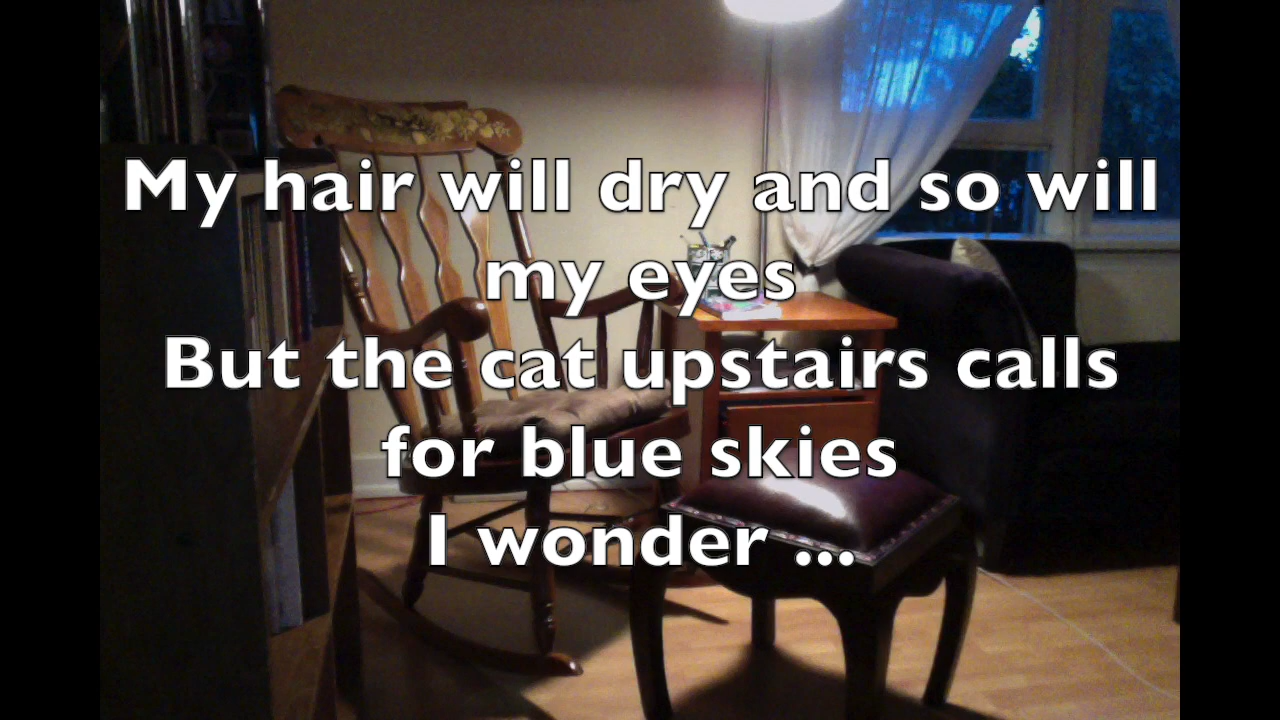 My hair will dry and so will
my eyes
But the cat upstairs calls
for blue skies
I wonder ...